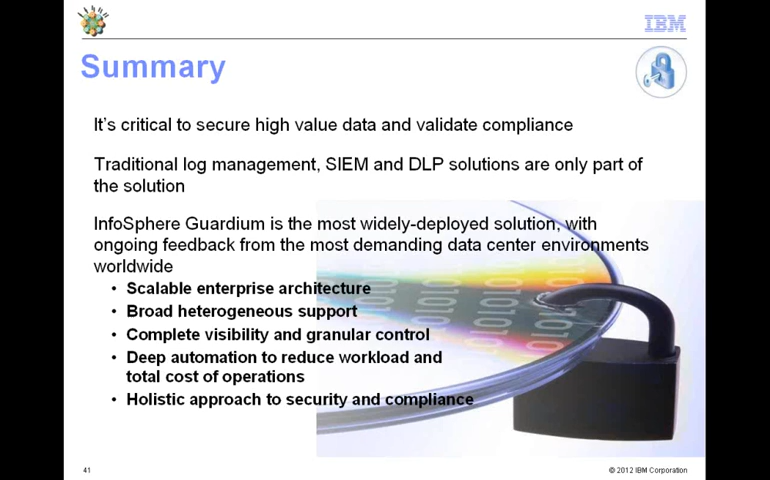 IBM
Summary
It's critical to secure high value data and validate compliance
Traditional log management, SIEM and DLP solutions are only part of
the solution
InfoSphere Guardium is the most widely-deployed solution, with
ongoing feedback from the most demanding data center environments
worldwide
• Scalable enterprise architecture
• Broad heterogeneous support
• Complete visibility and granular control
• Deep automation to reduce workload and
total cost of operations
• Holistic approach to security and compliance
41
© 2012 IBM Corporation